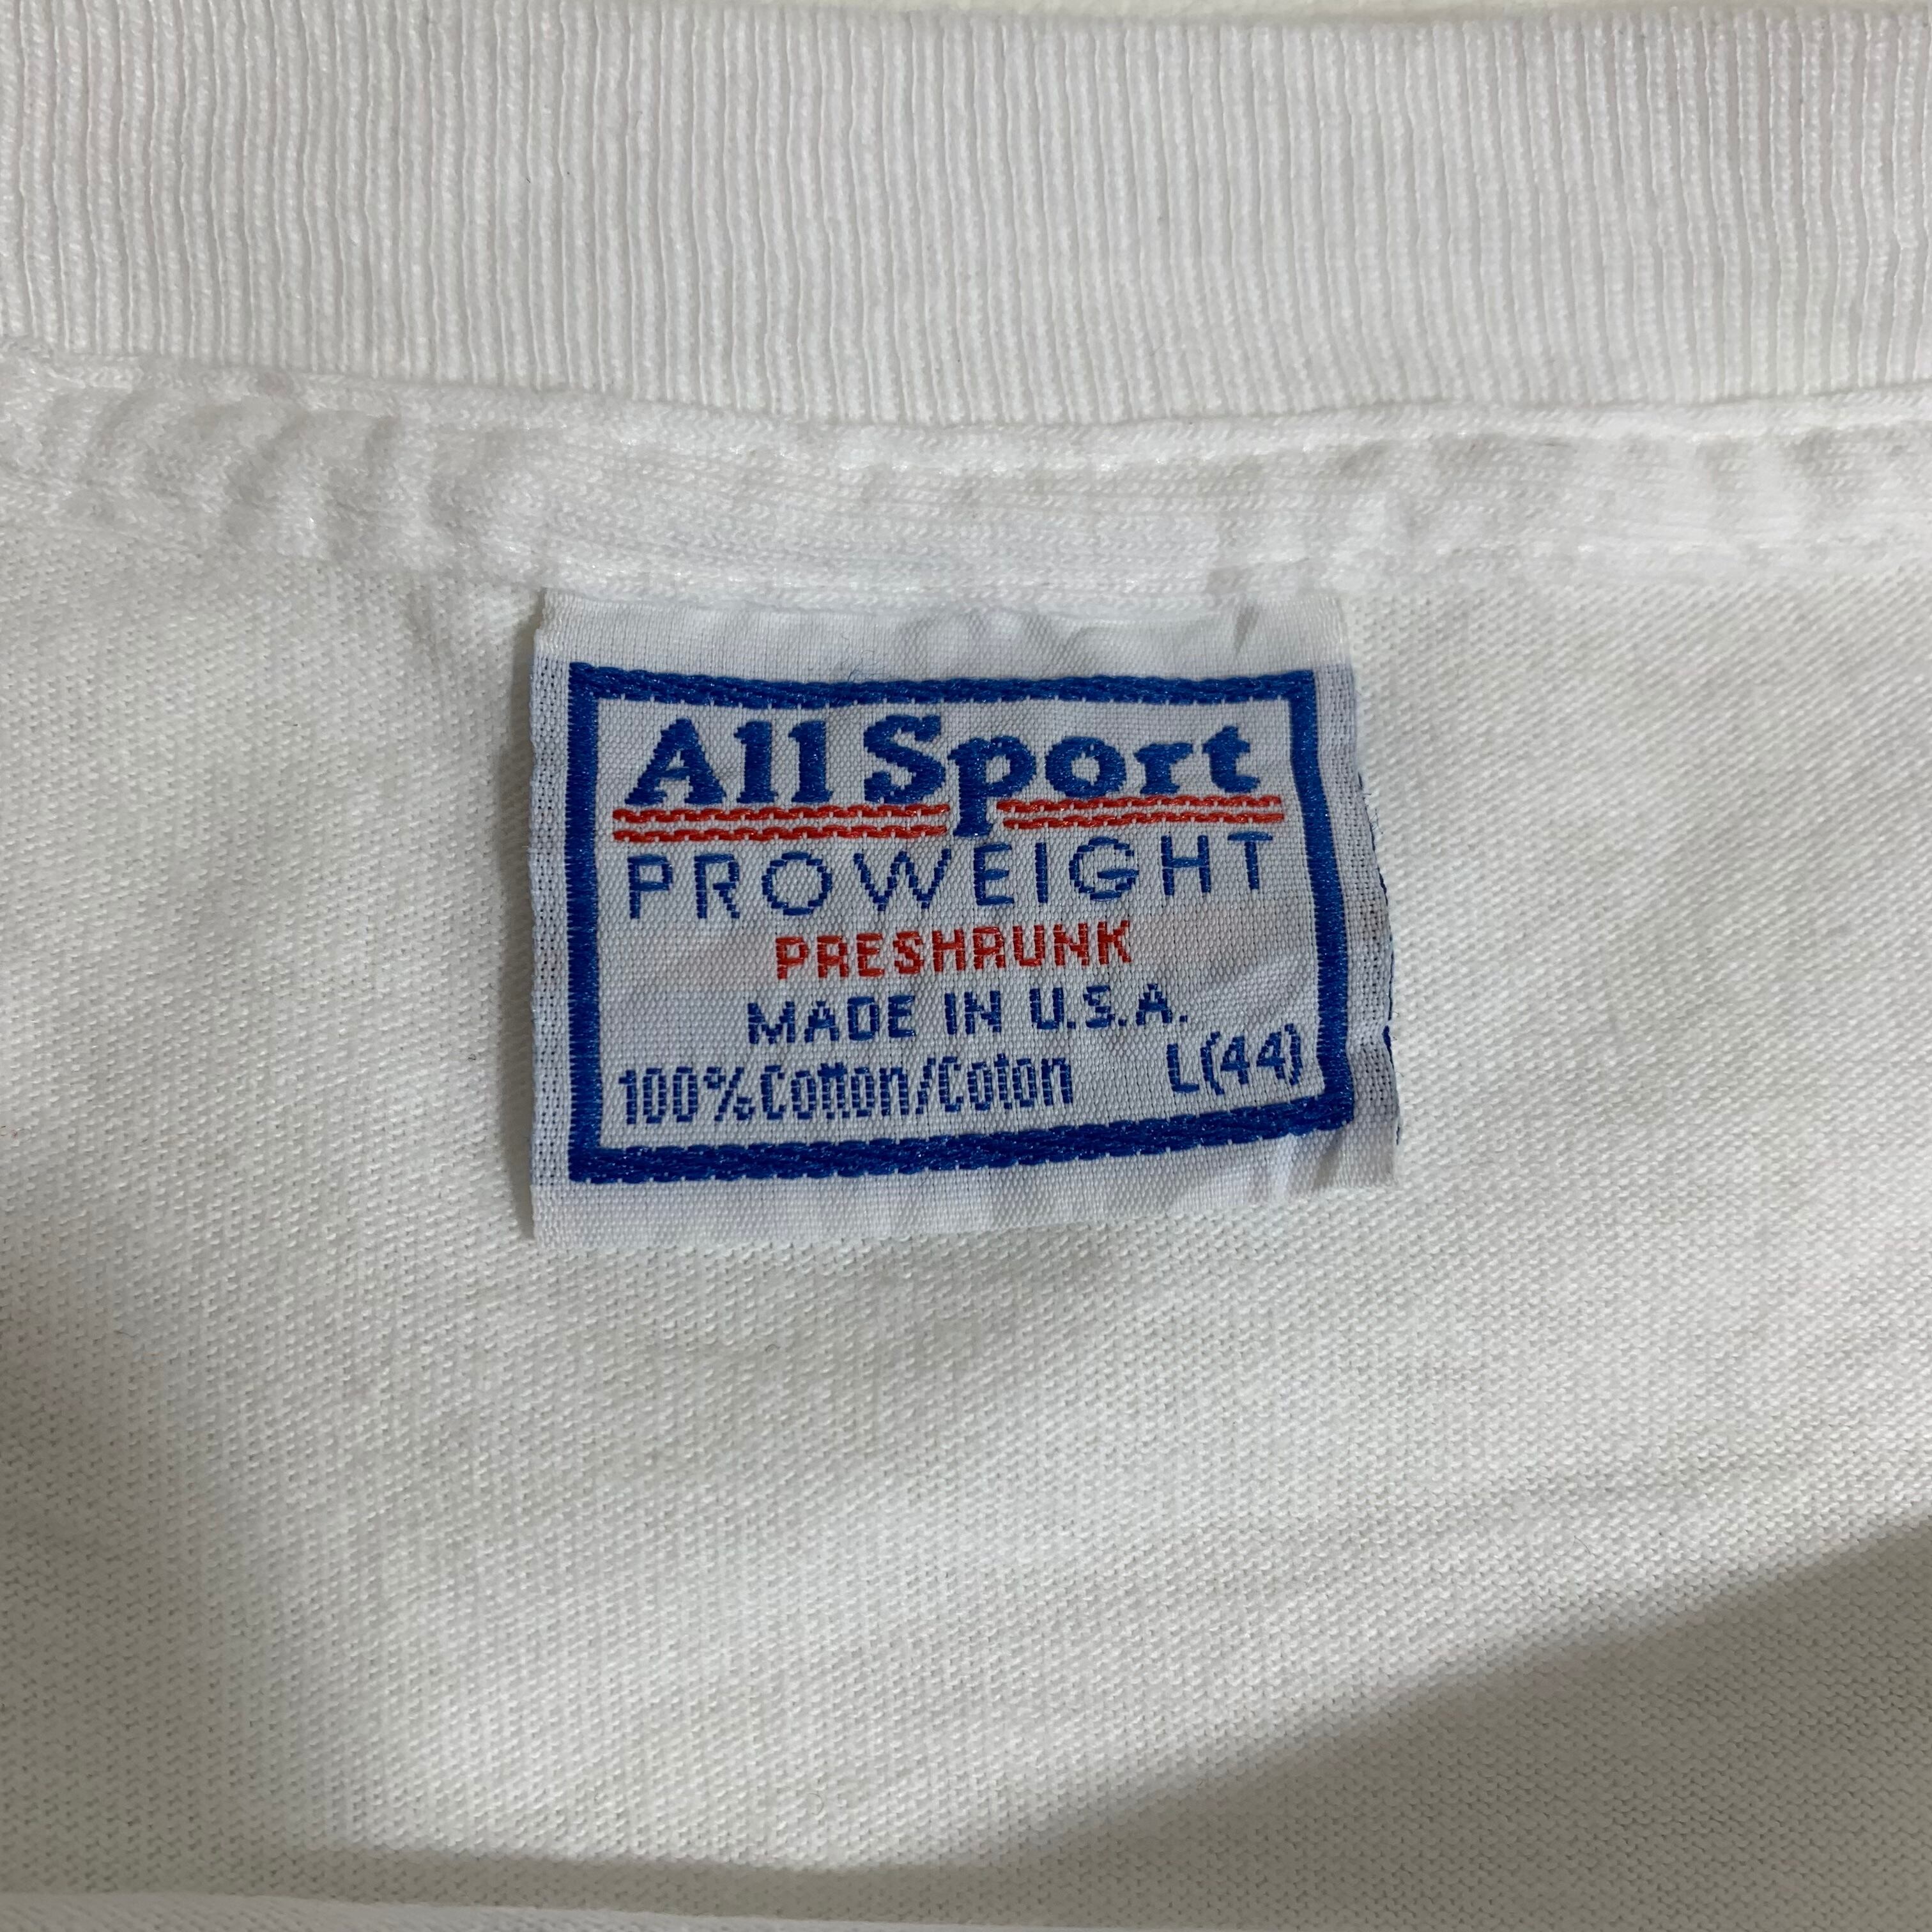 All Sport
PROWEIGHT
PRESHRUNK
MADE IN U.S.A.
100% Cotton/Coton L(44)